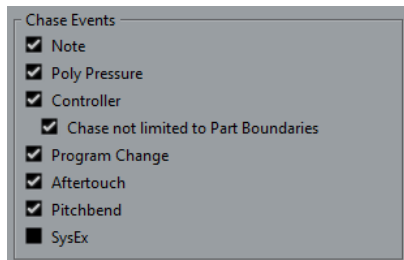 Chase Events
Note
Poly Pressure
Controller
Chase not limited to Part Boundaries
Program Change
Aftertouch
Pitchbend
SysEx